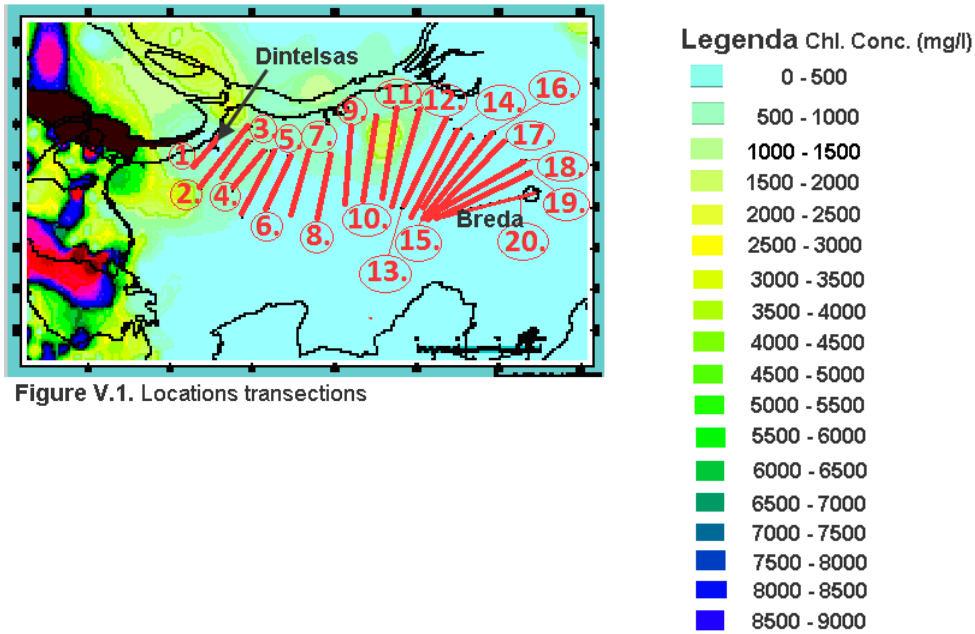 Dintelsas
1.
2.
3.
4.
5.
6.
7.
8.
9.
10.
11.
12.
13.
14.
15.
16.
17.
18.
19.
20.
Breda
Figure V.1. Locations transections
Legenda Chl. Conc. (mg/l)
0 - 500
500 - 1000
1000 - 1500
1500 - 2000
2000 - 2500
2500 - 3000
3000 - 3500
3500 - 4000
4000 - 4500
4500 - 5000
5000 - 5500
5500 - 6000
6000 - 6500
6500 - 7000
7000 - 7500
7500 - 8000
8000 - 8500
8500 - 9000